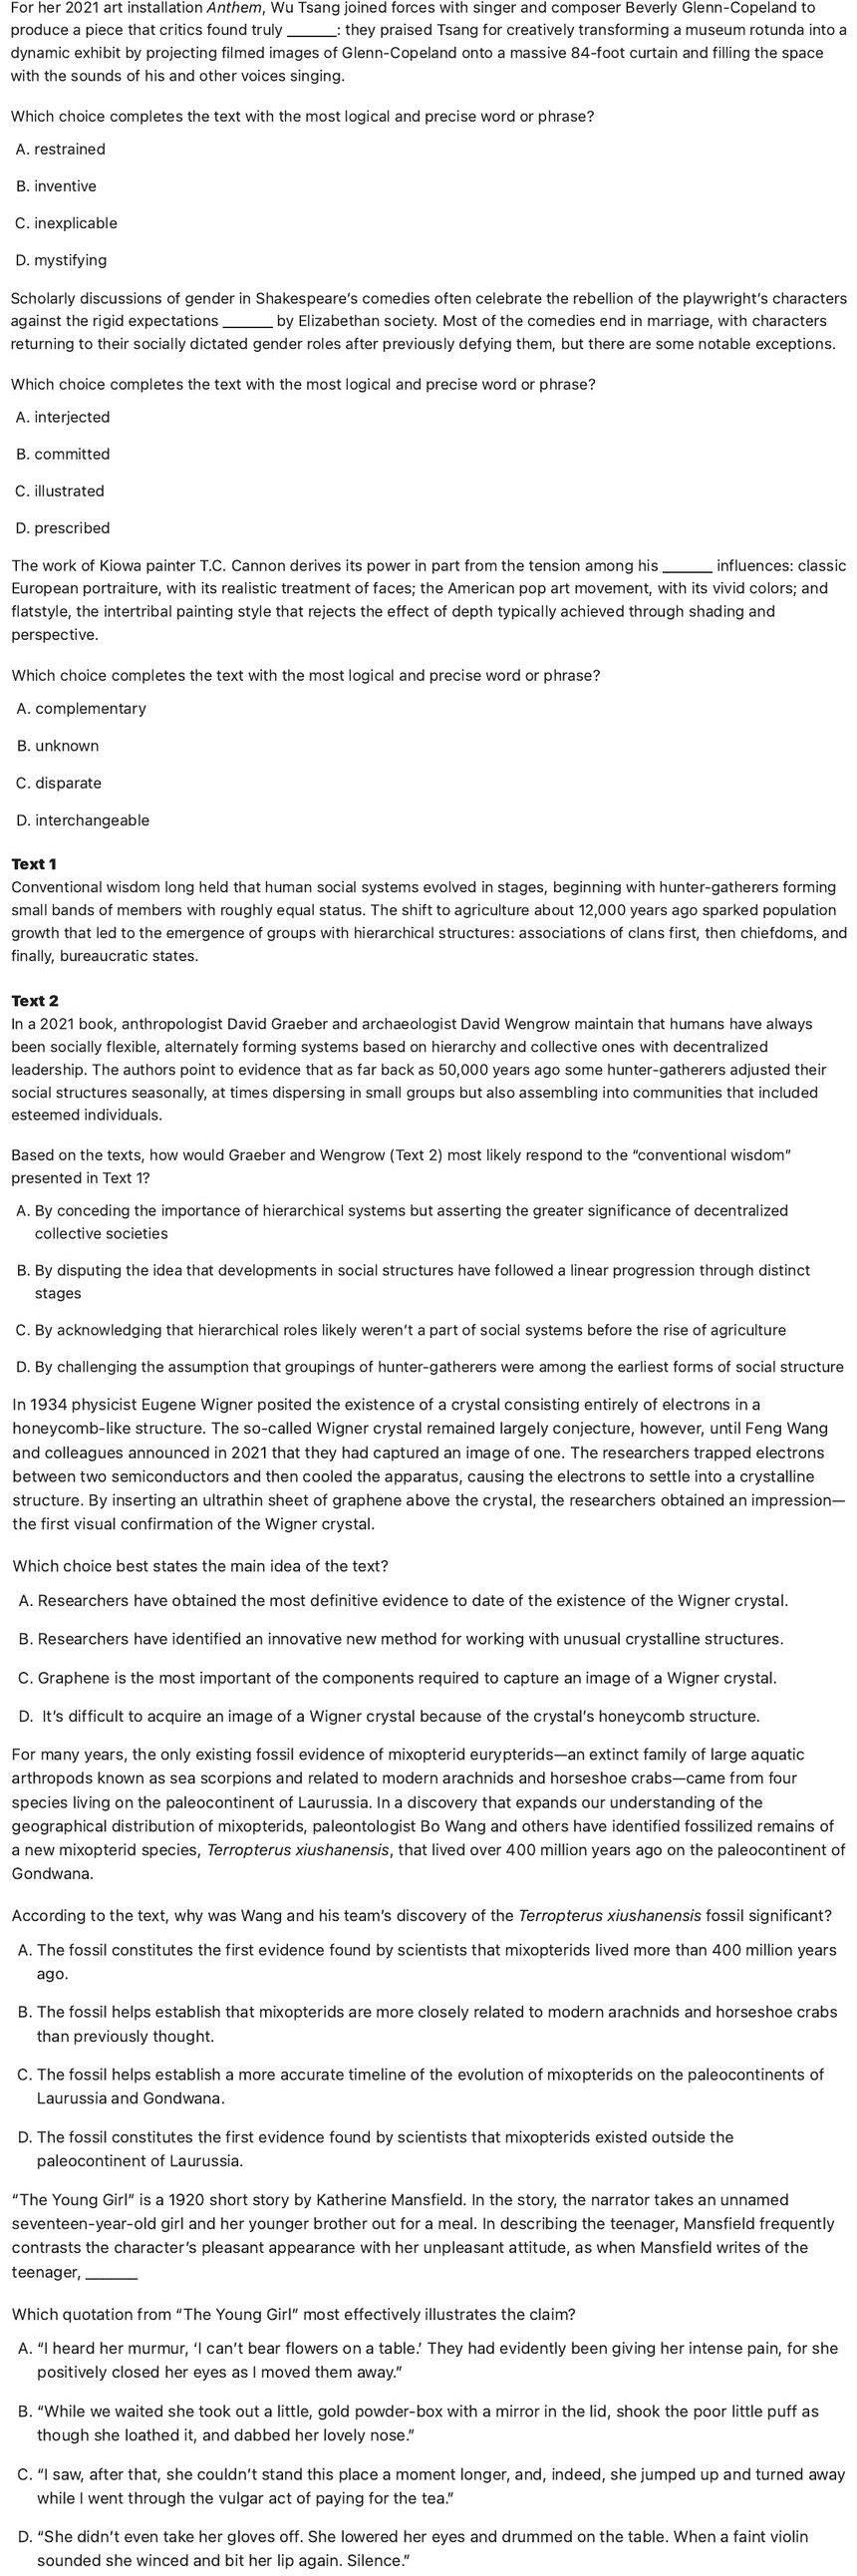 For her 2021 art installation Anthem, Wu Tsang joined forces with singer and composer Beverly Glenn-Copeland to
produce a piece that critics found truly _______: they praised Tsang for creatively transforming a museum rotunda into a
dynamic exhibit by projecting filmed images of Glenn-Copeland onto a massive 84-foot curtain and filling the space
with the sounds of his and other voices singing.
Which choice completes the text with the most logical and precise word or phrase?
A. restrained
B. inventive
C. inexplicable
D. mystifying
Scholarly discussions of gender in Shakespeare's comedies often celebrate the rebellion of the playwright's characters
against the rigid expectations _______ by Elizabethan society. Most of the comedies end in marriage, with characters
returning to their socially dictated gender roles after previously defying them, but there are some notable exceptions.
Which choice completes the text with the most logical and precise word or phrase?
A. interjected
B. committed
C. illustrated
D. prescribed
The work of Kiowa painter T.C. Cannon derives its power in part from the tension among his _______ influences: classic
European portraiture, with its realistic treatment of faces; the American pop art movement, with its vivid colors; and
flatstyle, the intertribal painting style that rejects the effect of depth typically achieved through shading and
perspective.
Which choice completes the text with the most logical and precise word or phrase?
A. complementary
B. unknown
C. disparate
D. interchangeable
Text 1
Conventional wisdom long held that human social systems evolved in stages, beginning with hunter-gatherers forming
small bands of members with roughly equal status. The shift to agriculture about 12,000 years ago sparked population
growth that led to the emergence of groups with hierarchical structures: associations of clans first, then chiefdoms, and
finally, bureaucratic states.
Text 2
In a 2021 book, anthropologist David Graeber and archaeologist David Wengrow maintain that humans have always
been socially flexible, alternately forming systems based on hierarchy and collective ones with decentralized
leadership. The authors point to evidence that as far back as 50,000 years ago some hunter-gatherers adjusted their
social structures seasonally, at times dispersing in small groups but also assembling into communities that included
esteemed individuals.
Based on the texts, how would Graeber and Wengrow (Text 2) most likely respond to the “conventional wisdom”
presented in Text 1?
A. By conceding the importance of hierarchical systems but asserting the greater significance of decentralized
collective societies
B. By disputing the idea that developments in social structures have followed a linear progression through distinct
stages
C. By acknowledging that hierarchical roles likely weren't a part of social systems before the rise of agriculture
D. By challenging the assumption that groupings of hunter-gatherers were among the earliest forms of social structure
In 1934 physicist Eugene Wigner posited the existence of a crystal consisting entirely of electrons in a
honeycomb-like structure. The so-called Wigner crystal remained largely conjecture, however, until Feng Wang
and colleagues announced in 2021 that they had captured an image of one. The researchers trapped electrons
between two semiconductors and then cooled the apparatus, causing the electrons to settle into a crystalline
structure. By inserting an ultrathin sheet of graphene above the crystal, the researchers obtained an impression—
the first visual confirmation of the Wigner crystal.
Which choice best states the main idea of the text?
A. Researchers have obtained the most definitive evidence to date of the existence of the Wigner crystal.
B. Researchers have identified an innovative new method for working with unusual crystalline structures.
C. Graphene is the most important of the components required to capture an image of a Wigner crystal.
D. It's difficult to acquire an image of a Wigner crystal because of the crystal's honeycomb structure.
For many years, the only existing fossil evidence of mixopterid eurypterids—an extinct family of large aquatic
arthropods known as sea scorpions and related to modern arachnids and horseshoe crabs—came from four
species living on the paleocontinent of Laurussia. In a discovery that expands our understanding of the
geographical distribution of mixopterids, paleontologist Bo Wang and others have identified fossilized remains of
a new mixopterid species, Terropterus xiushanensis, that lived over 400 million years ago on the paleocontinent of
Gondwana.
According to the text, why was Wang and his team's discovery of the Terropterus xiushanensis fossil significant?
A. The fossil constitutes the first evidence found by scientists that mixopterids lived more than 400 million years
ago.
B. The fossil helps establish that mixopterids are more closely related to modern arachnids and horseshoe crabs
than previously thought.
C. The fossil helps establish a more accurate timeline of the evolution of mixopterids on the paleocontinents of
Laurussia and Gondwana.
D. The fossil constitutes the first evidence found by scientists that mixopterids existed outside the
paleocontinent of Laurussia.
“The Young Girl” is a 1920 short story by Katherine Mansfield. In the story, the narrator takes an unnamed
seventeen-year-old girl and her younger brother out for a meal. In describing the teenager, Mansfield frequently
contrasts the character's pleasant appearance with her unpleasant attitude, as when Mansfield writes of the
teenager, _______
Which quotation from “The Young Girl” most effectively illustrates the claim?
A. “I heard her murmur, ‘I can't bear flowers on a table.’ They had evidently been giving her intense pain, for she
positively closed her eyes as I moved them away.”
B. “While we waited she took out a little, gold powder-box with a mirror in the lid, shook the poor little puff as
though she loathed it, and dabbed her lovely nose.”
C. “I saw, after that, she couldn't stand this place a moment longer, and, indeed, she jumped up and turned away
while I went through the vulgar act of paying for the tea.”
D. “She didn't even take her gloves off. She lowered her eyes and drummed on the table. When a faint violin
sounded she winced and bit her lip again. Silence.”